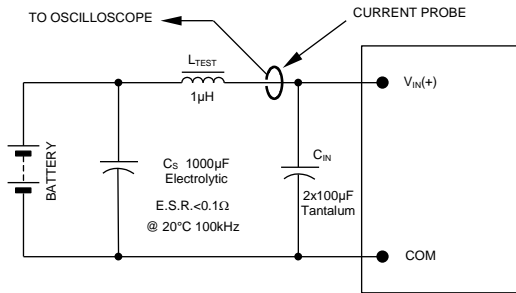 TO OSCILLOSCOPE
CURRENT PROBE
LTEST
1μH
VIN(+)
BATTERY
CS 1000μF
Electrolytic
E.S.R.<0.1Ω
@ 20°C 100kHz
CIN
2x100μF
Tantalum
COM